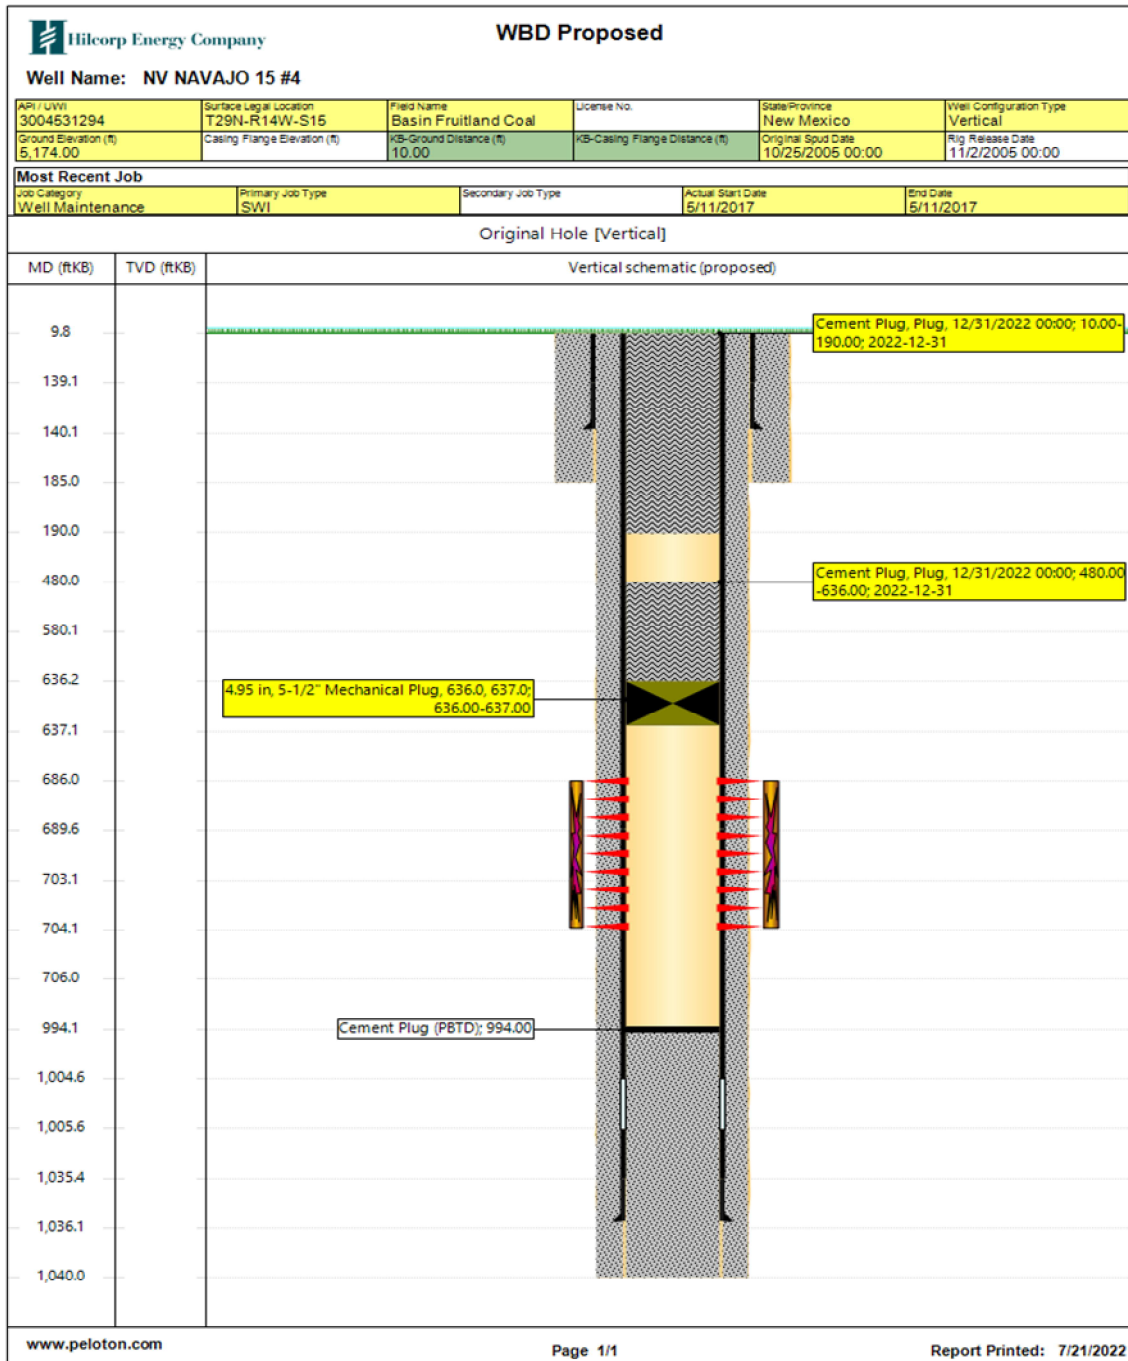 Hilcorp Energy Company
WBD Proposed
Well Name: NV NAVAJO 15 #4
API / UWI
3004531294
Surface Legal Location
T29N-R14W-S15
Field Name
Basin Fruitland Coal
License No.
State/Province
New Mexico
Well Configuration Type
Vertical
Ground Elevation (ft)
5,174.00
Casing Flange Elevation (ft)
KB-Ground Distance (ft)
10.00
KB-Casing Flange Distance (ft)
Original Spud Date
10/25/2005 00:00
Rig Release Date
11/2/2005 00:00
Most Recent Job
Job Category
Well Maintenance
Primary Job Type
SWI
Secondary Job Type
Actual Start Date
5/11/2017
End Date
5/11/2017
Original Hole [Vertical]
MD (ftKB)
TVD (ftKB)
Vertical schematic (proposed)
9.8
Cement Plug, Plug, 12/31/2022 00:00; 10.00-
190.00; 2022-12-31
139.1
140.1
185.0
190.0
480.0
Cement Plug, Plug, 12/31/2022 00:00; 480.00
-636.00; 2022-12-31
580.1
636.2
4.95 in, 5-1/2" Mechanical Plug, 636.0, 637.0;
636.00-637.00
637.1
686.0
689.6
703.1
704.1
706.0
994.1
Cement Plug (PBTD); 994.00
1,004.6
1,005.6
1,035.4
1,036.1
1,040.0
www.peloton.com
Page 1/1
Report Printed: 7/21/2022